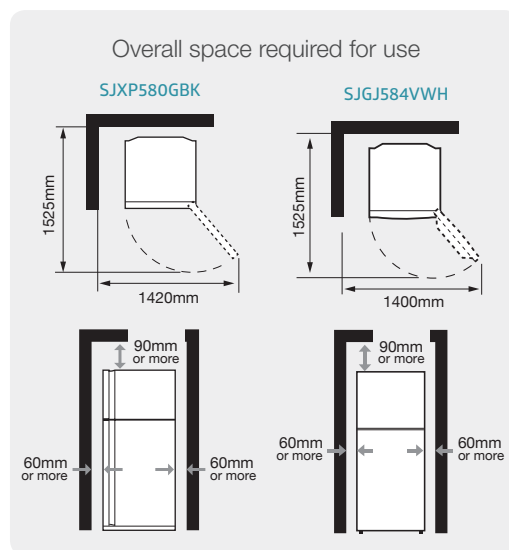 Overall space required for use
SJXP580GBK
SJGJ584VWH
1525mm
1420mm
1525mm
1400mm
90mm
or more
60mm
or more
60mm
or more
90mm
or more
60mm
or more
60mm
or more